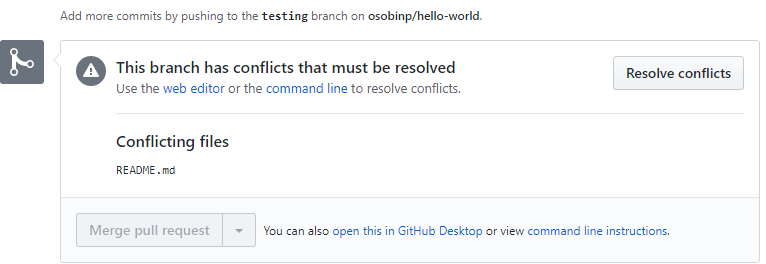 Add more commits by pushing to the testing branch on osobinp/hello-world.
This branch has conflicts that must be resolved
Resolve conflicts
Use the web editor or the command line to resolve conflicts.
Conflicting files
README.md
Merge pull request
You can also open this in GitHub Desktop or view command line instructions.